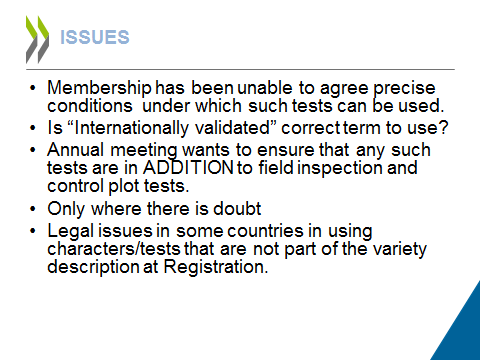 ISSUES
• Membership has been unable to agree precise
conditions under which such tests can be used.
• Is “Internationally validated” correct term to use?
• Annual meeting wants to ensure that any such
tests are in ADDITION to field inspection and
control plot tests.
• Only where there is doubt
• Legal issues in some countries in using
characters/tests that are not part of the variety
description at Registration.